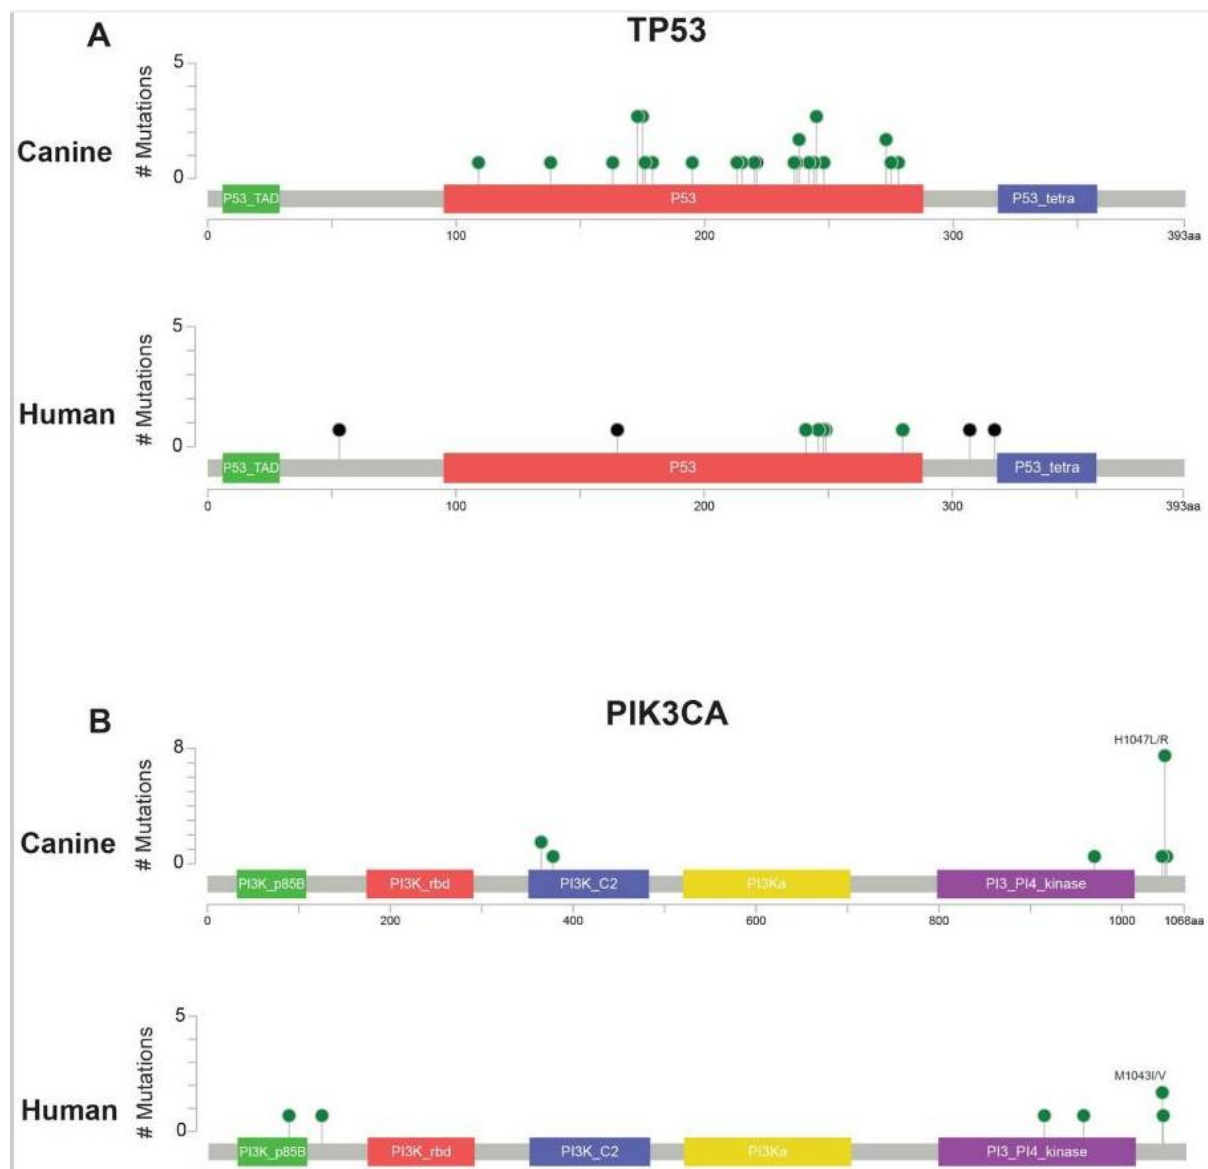 A
TP53
Canine
# Mutations
5
0
P53_TAD
P53
P53_tetra
0 100 200 300 393aa
Human
# Mutations
5
0
P53_TAD
P53
P53_tetra
0 100 200 300 393aa
B
PIK3CA
Canine
# Mutations
8
0
H1047L/R
PI3K_p85B
PI3K_rbd
PI3K_C2
PI3Ka
PI3_PI4_kinase
0 200 400 600 800 1000 1068aa
Human
# Mutations
5
0
M1043I/V
PI3K_p85B
PI3K_rbd
PI3K_C2
PI3Ka
PI3_PI4_kinase